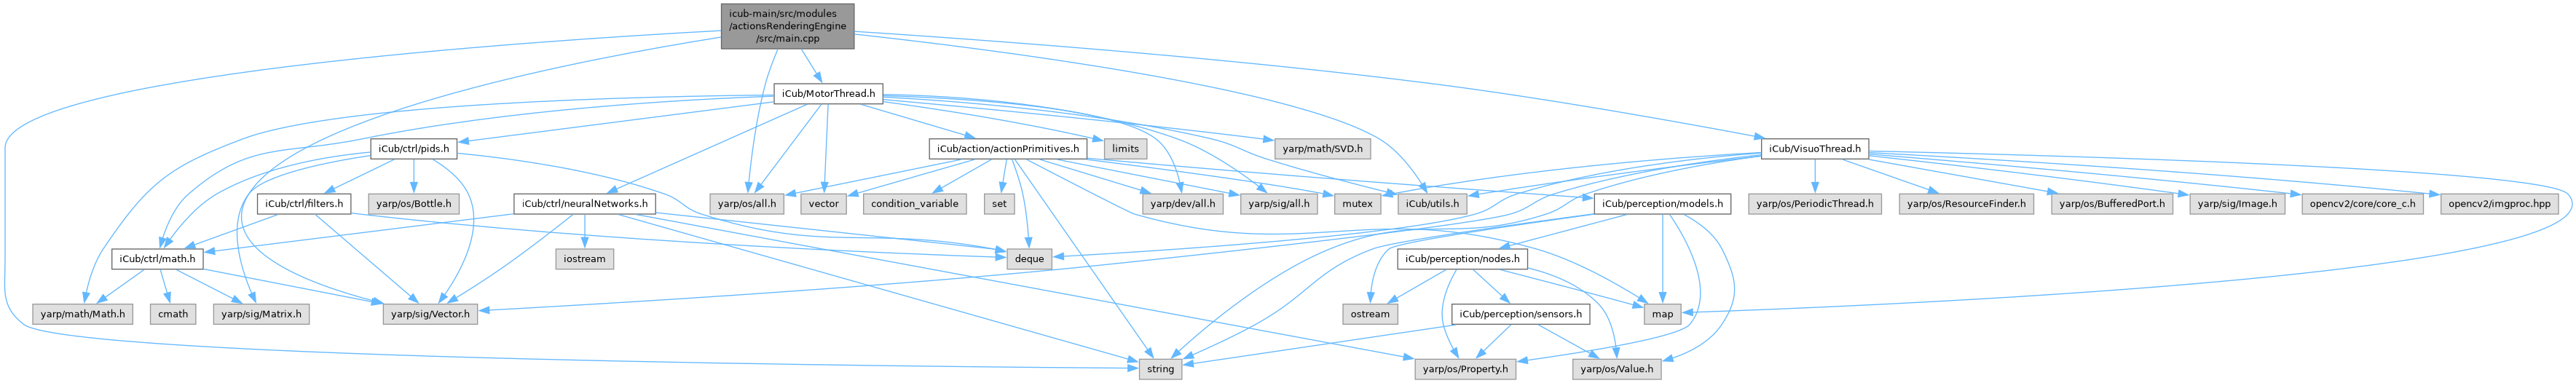 icub-main/src/modules
/actionsRenderingEngine
/src/main.cpp
iCub/MotorThread.h
iCub/ctrl/pids.h
iCub/action/actionPrimitives.h
limits
yarp/math/SVD.h
iCub/VisuoThread.h
iCub/ctrl/filters.h
yarp/os/Bottle.h
iCub/ctrl/neuralNetworks.h
yarp/os/all.h
vector
condition_variable
set
yarp/dev/all.h
yarp/sig/all.h
mutex
iCub/utils.h
iCub/perception/models.h
yarp/os/PeriodicThread.h
yarp/os/ResourceFinder.h
yarp/os/BufferedPort.h
yarp/sig/Image.h
opencv2/core/core_c.h
opencv2/imgproc.hpp
iCub/ctrl/math.h
iostream
deque
iCub/perception/nodes.h
yarp/math/Math.h
cmath
yarp/sig/Matrix.h
yarp/sig/Vector.h
ostream
iCub/perception/sensors.h
map
string
yarp/os/Property.h
yarp/os/Value.h